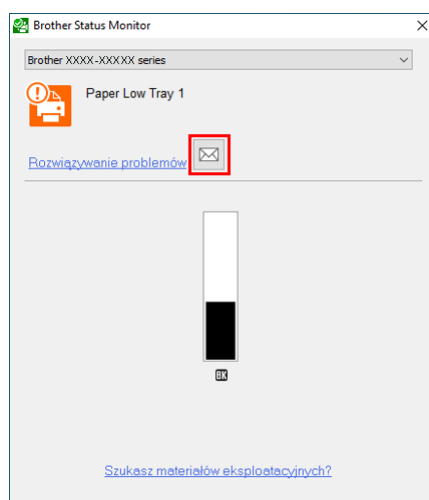 Brother Status Monitor
Brother XXXX-XXXXX series
Paper Low Tray 1
Rozwiązywanie problemów
BK
Szukasz materiałów eksploatacyjnych?